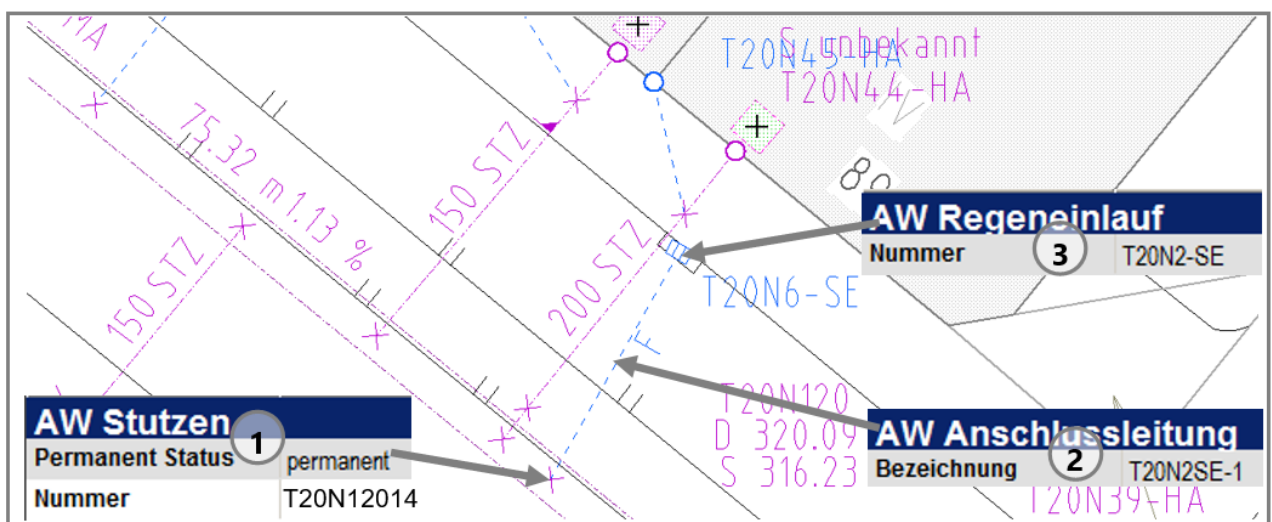 MA
S unbekannt
T20N45-HA
T20N44-HA
75.32 m 1.13 %
150 STZ
150 STZ
200 STZ
AW Regeneinlauf
Nummer 3 T20N2-SE
T20N6-SE
F
T20N120
D 320.09
S 316.23
AW Stutzen
1
Permanent Status permanent
Nummer T20N12014
AW Anschlussleitung
Bezeichnung 2 T20N2SE-1
T20N39-HA